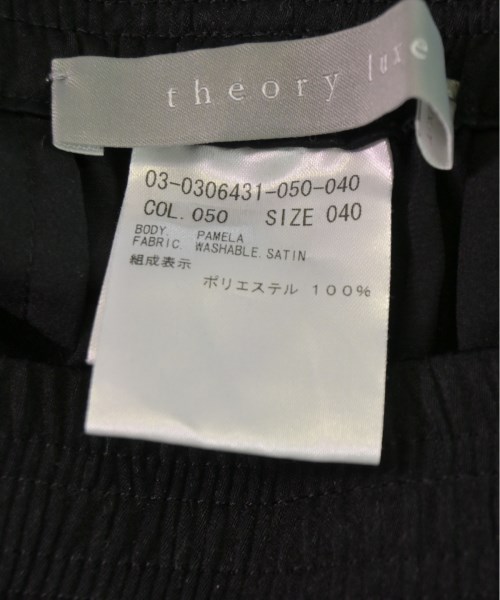 theory luxe
03-0306431-050-040
COL. 050 SIZE 040
BODY. PAMELA
FABRIC. WASHABLE.SATIN
組成表示
ポリエステル 100%